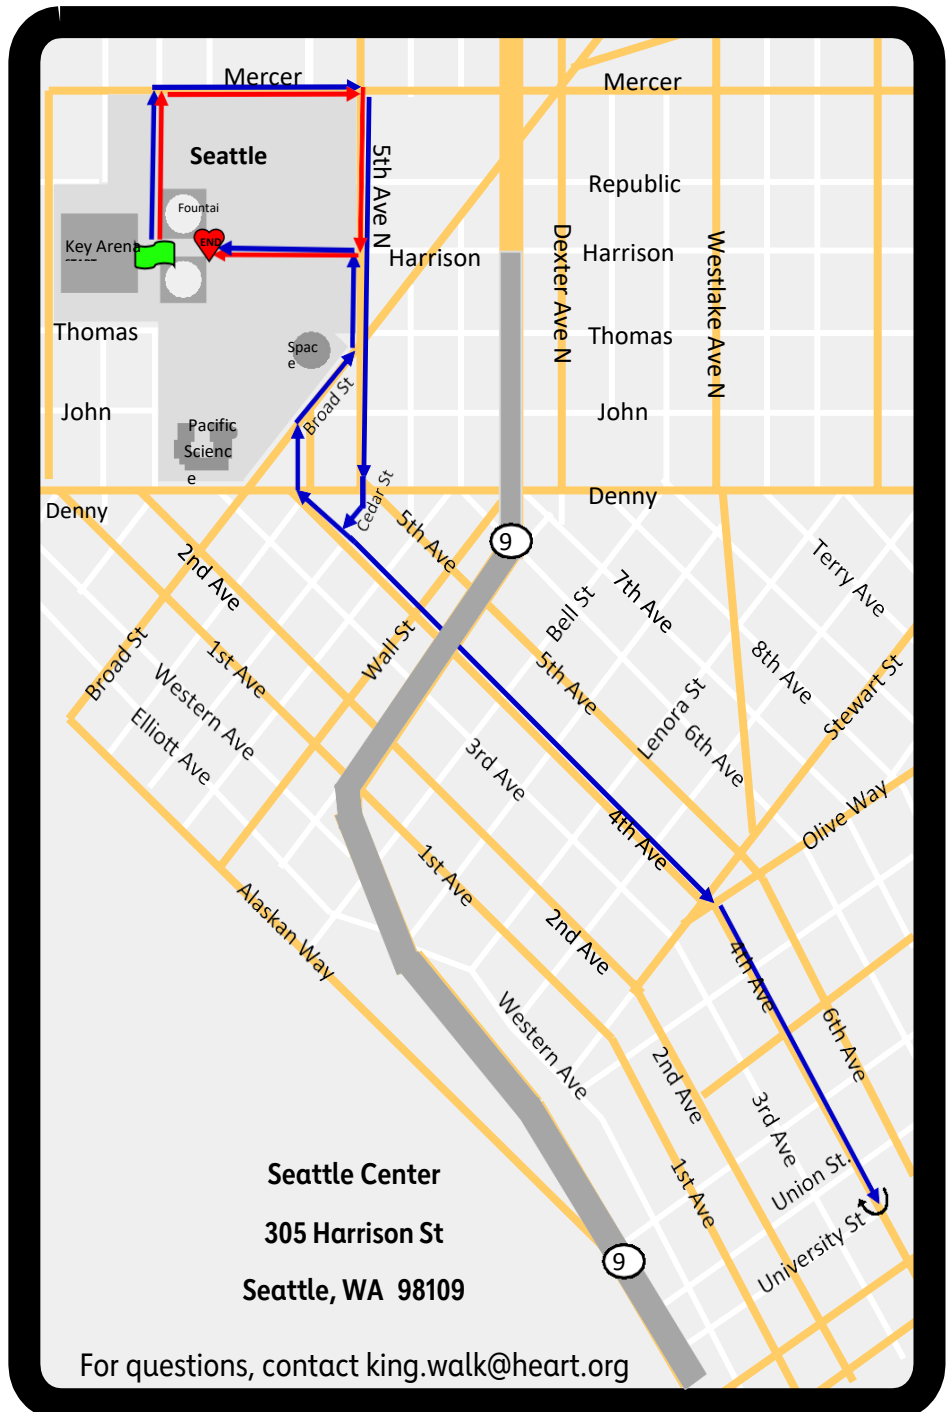 Mercer
Mercer
Seattle
5th Ave N
Republic
Fountai
Key Arena
END
Harrison
Harrison
Dexter Ave N
Westlake Ave N
Thomas
Thomas
Spac
e
Broad St
John
John
Pacific
Scienc
e
Denny
Denny
Cedar St
5th Ave
9
2nd Ave
Bell St
7th Ave
Terry Ave
Broad St
1st Ave
Wall St
5th Ave
8th Ave
Stewart St
Western Ave
Elliott Ave
Lenora St
6th Ave
3rd Ave
4th Ave
Olive Way
1st Ave
Alaskan Way
2nd Ave
4th Ave
Western Ave
6th Ave
2nd Ave
3rd Ave
1st Ave
Union St.
University St
Seattle Center
305 Harrison St
Seattle, WA 98109
9
For questions, contact king.walk@heart.org